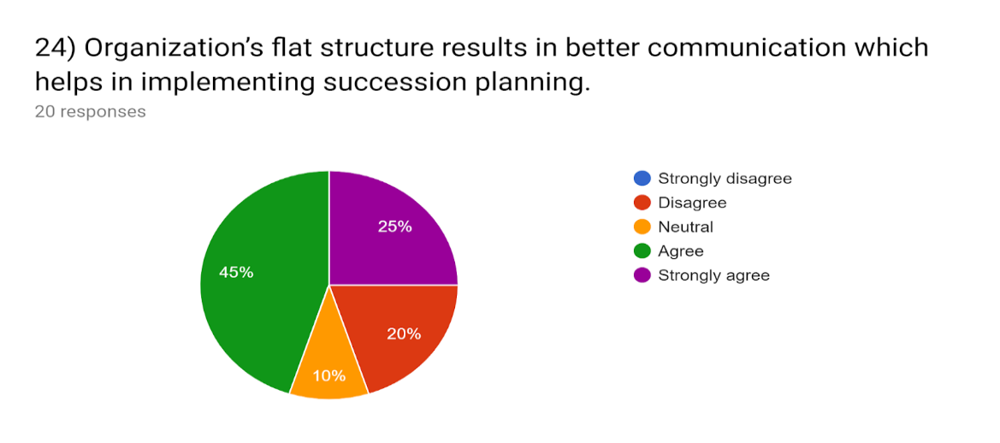 24) Organization’s flat structure results in better communication which
helps in implementing succession planning.
20 responses
Strongly disagree
Disagree
Neutral
Agree
Strongly agree
25%
45%
20%
10%